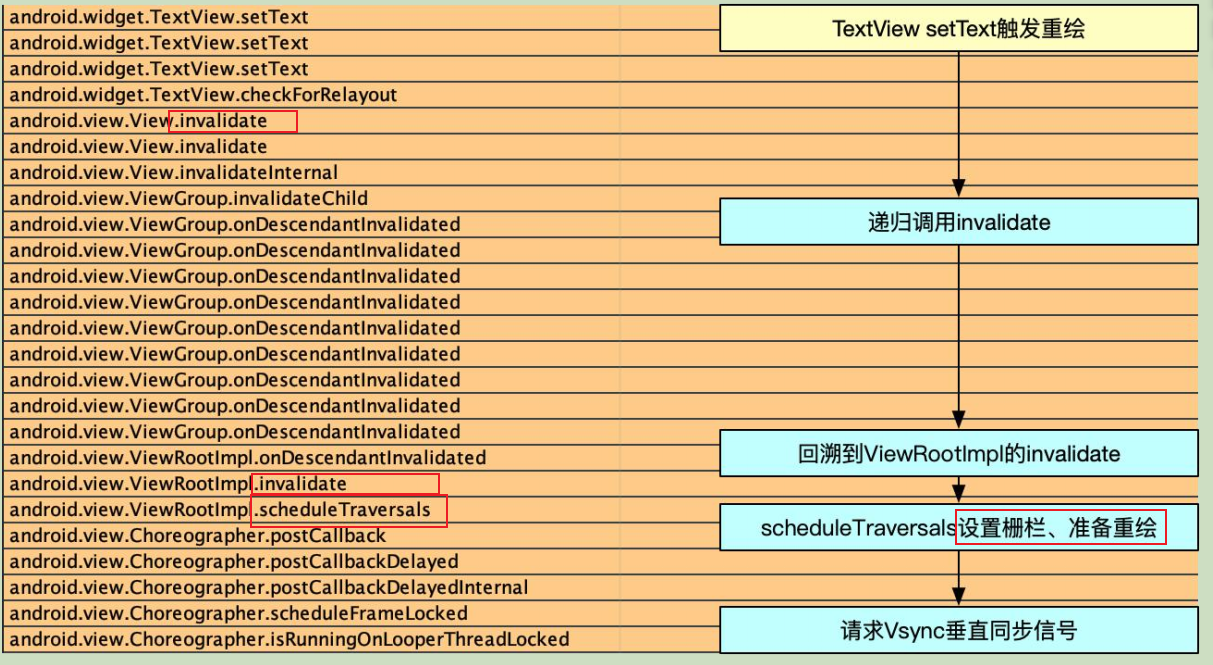 android.widget.TextView.setText
android.widget.TextView.setText
android.widget.TextView.setText
android.widget.TextView.checkForRelayout
android.view.View.invalidate
android.view.View.invalidate
android.view.View.invalidateInternal
android.view.ViewGroup.invalidateChild
android.view.ViewGroup.onDescendantInvalidated
android.view.ViewGroup.onDescendantInvalidated
android.view.ViewGroup.onDescendantInvalidated
android.view.ViewGroup.onDescendantInvalidated
android.view.ViewGroup.onDescendantInvalidated
android.view.ViewGroup.onDescendantInvalidated
android.view.ViewGroup.onDescendantInvalidated
android.view.ViewGroup.onDescendantInvalidated
android.view.ViewGroup.onDescendantInvalidated
android.view.ViewRootImpl.onDescendantInvalidated
android.view.ViewRootImpl.invalidate
android.view.ViewRootImpl.scheduleTraversals
android.view.Choreographer.postCallback
android.view.Choreographer.postCallbackDelayed
android.view.Choreographer.postCallbackDelayedInternal
android.view.Choreographer.scheduleFrameLocked
android.view.Choreographer.isRunningOnLooperThreadLocked
TextView setText触发重绘
递归调用invalidate
回溯到ViewRootImpl的invalidate
scheduleTraversals设置栅栏、准备重绘
请求Vsync垂直同步信号